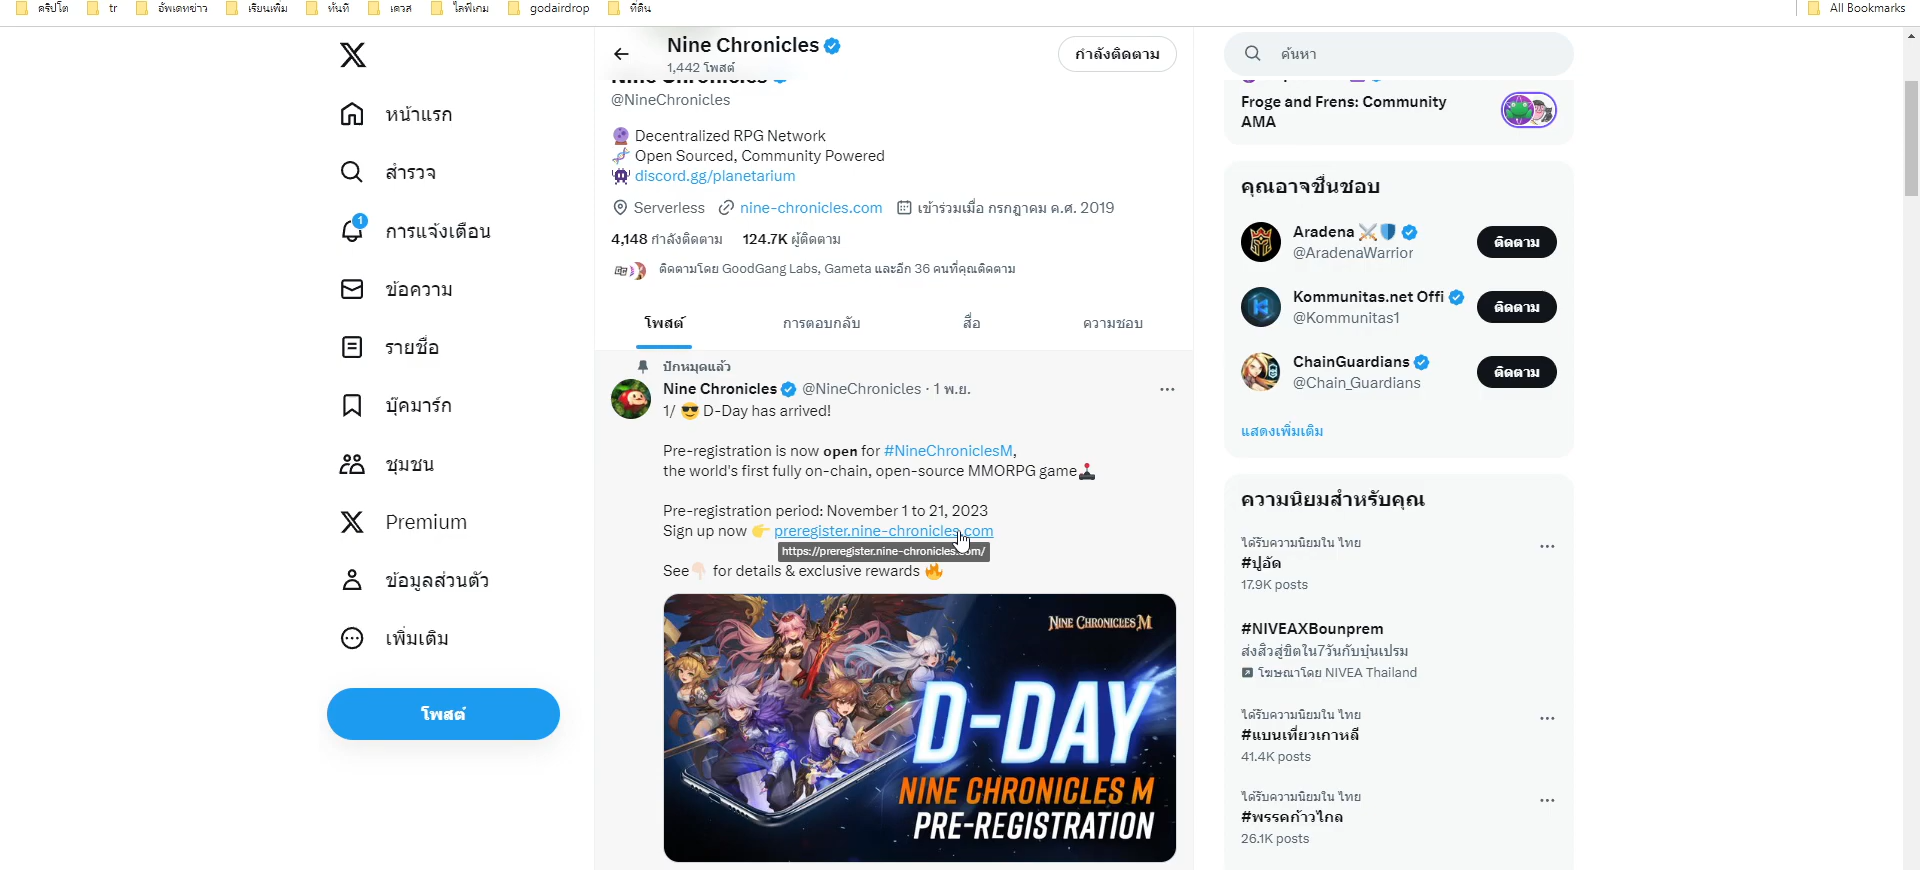 คริปโต
tr
อัพเดทข่าว
เรียนเพิ่ม
ทันที
เควส
ไลฟ์เกม
godairdrop
ที่ดิน
All Bookmarks
หน้าแรก
สำรวจ
1
การแจ้งเตือน
ข้อความ
รายชื่อ
บุ๊คมาร์ก
ชุมชน
Premium
ข้อมูลส่วนตัว
เพิ่มเติม
โพสต์
Nine Chronicles
1,442 โพสต์
กำลังติดตาม
Nine Chronicles
@NineChronicles
Decentralized RPG Network
Open Sourced, Community Powered
discord.gg/planetarium
Serverless nine-chronicles.com เข้าร่วมเมื่อ กรกฎาคม ค.ศ. 2019
4,148 กำลังติดตาม 124.7K ผู้ติดตาม
ติดตามโดย GoodGang Labs, Gameta และอีก 36 คนที่คุณติดตาม
โพสต์ การตอบกลับ สื่อ ความชอบ
ปักหมุดแล้ว
Nine Chronicles @NineChronicles · 1 พ.ย.
1/ 😎 D-Day has arrived!
Pre-registration is now open for #NineChroniclesM,
the world's first fully on-chain, open-source MMORPG game🕹️
Pre-registration period: November 1 to 21, 2023
Sign up now 👉 preregister.nine-chronicles.com
https://preregister.nine-chronicles.com/
See👇🏻 for details & exclusive rewards 🔥
NINE CHRONICLES M
D-DAY
NINE CHRONICLES M
PRE-REGISTRATION
ค้นหา
Froge and Frens: Community
AMA
คุณอาจชื่นชอบ
Aradena ⚔️🛡️
@AradenaWarrior
ติดตาม
Kommunitas.net Offi
@Kommunitas1
ติดตาม
ChainGuardians
@Chain_Guardians
ติดตาม
แสดงเพิ่มเติม
ความนิยมสำหรับคุณ
ได้รับความนิยมใน ไทย
#ปูอัด
17.9K posts
#NIVEAXBounprem
ส่งสิวสู่ขิตใน7วันกับบุ๋นเปรม
โฆษณาโดย NIVEA Thailand
ได้รับความนิยมใน ไทย
#แบนเที่ยวเกาหลี
41.4K posts
ได้รับความนิยมใน ไทย
#พรรคก้าวไกล
26.1K posts